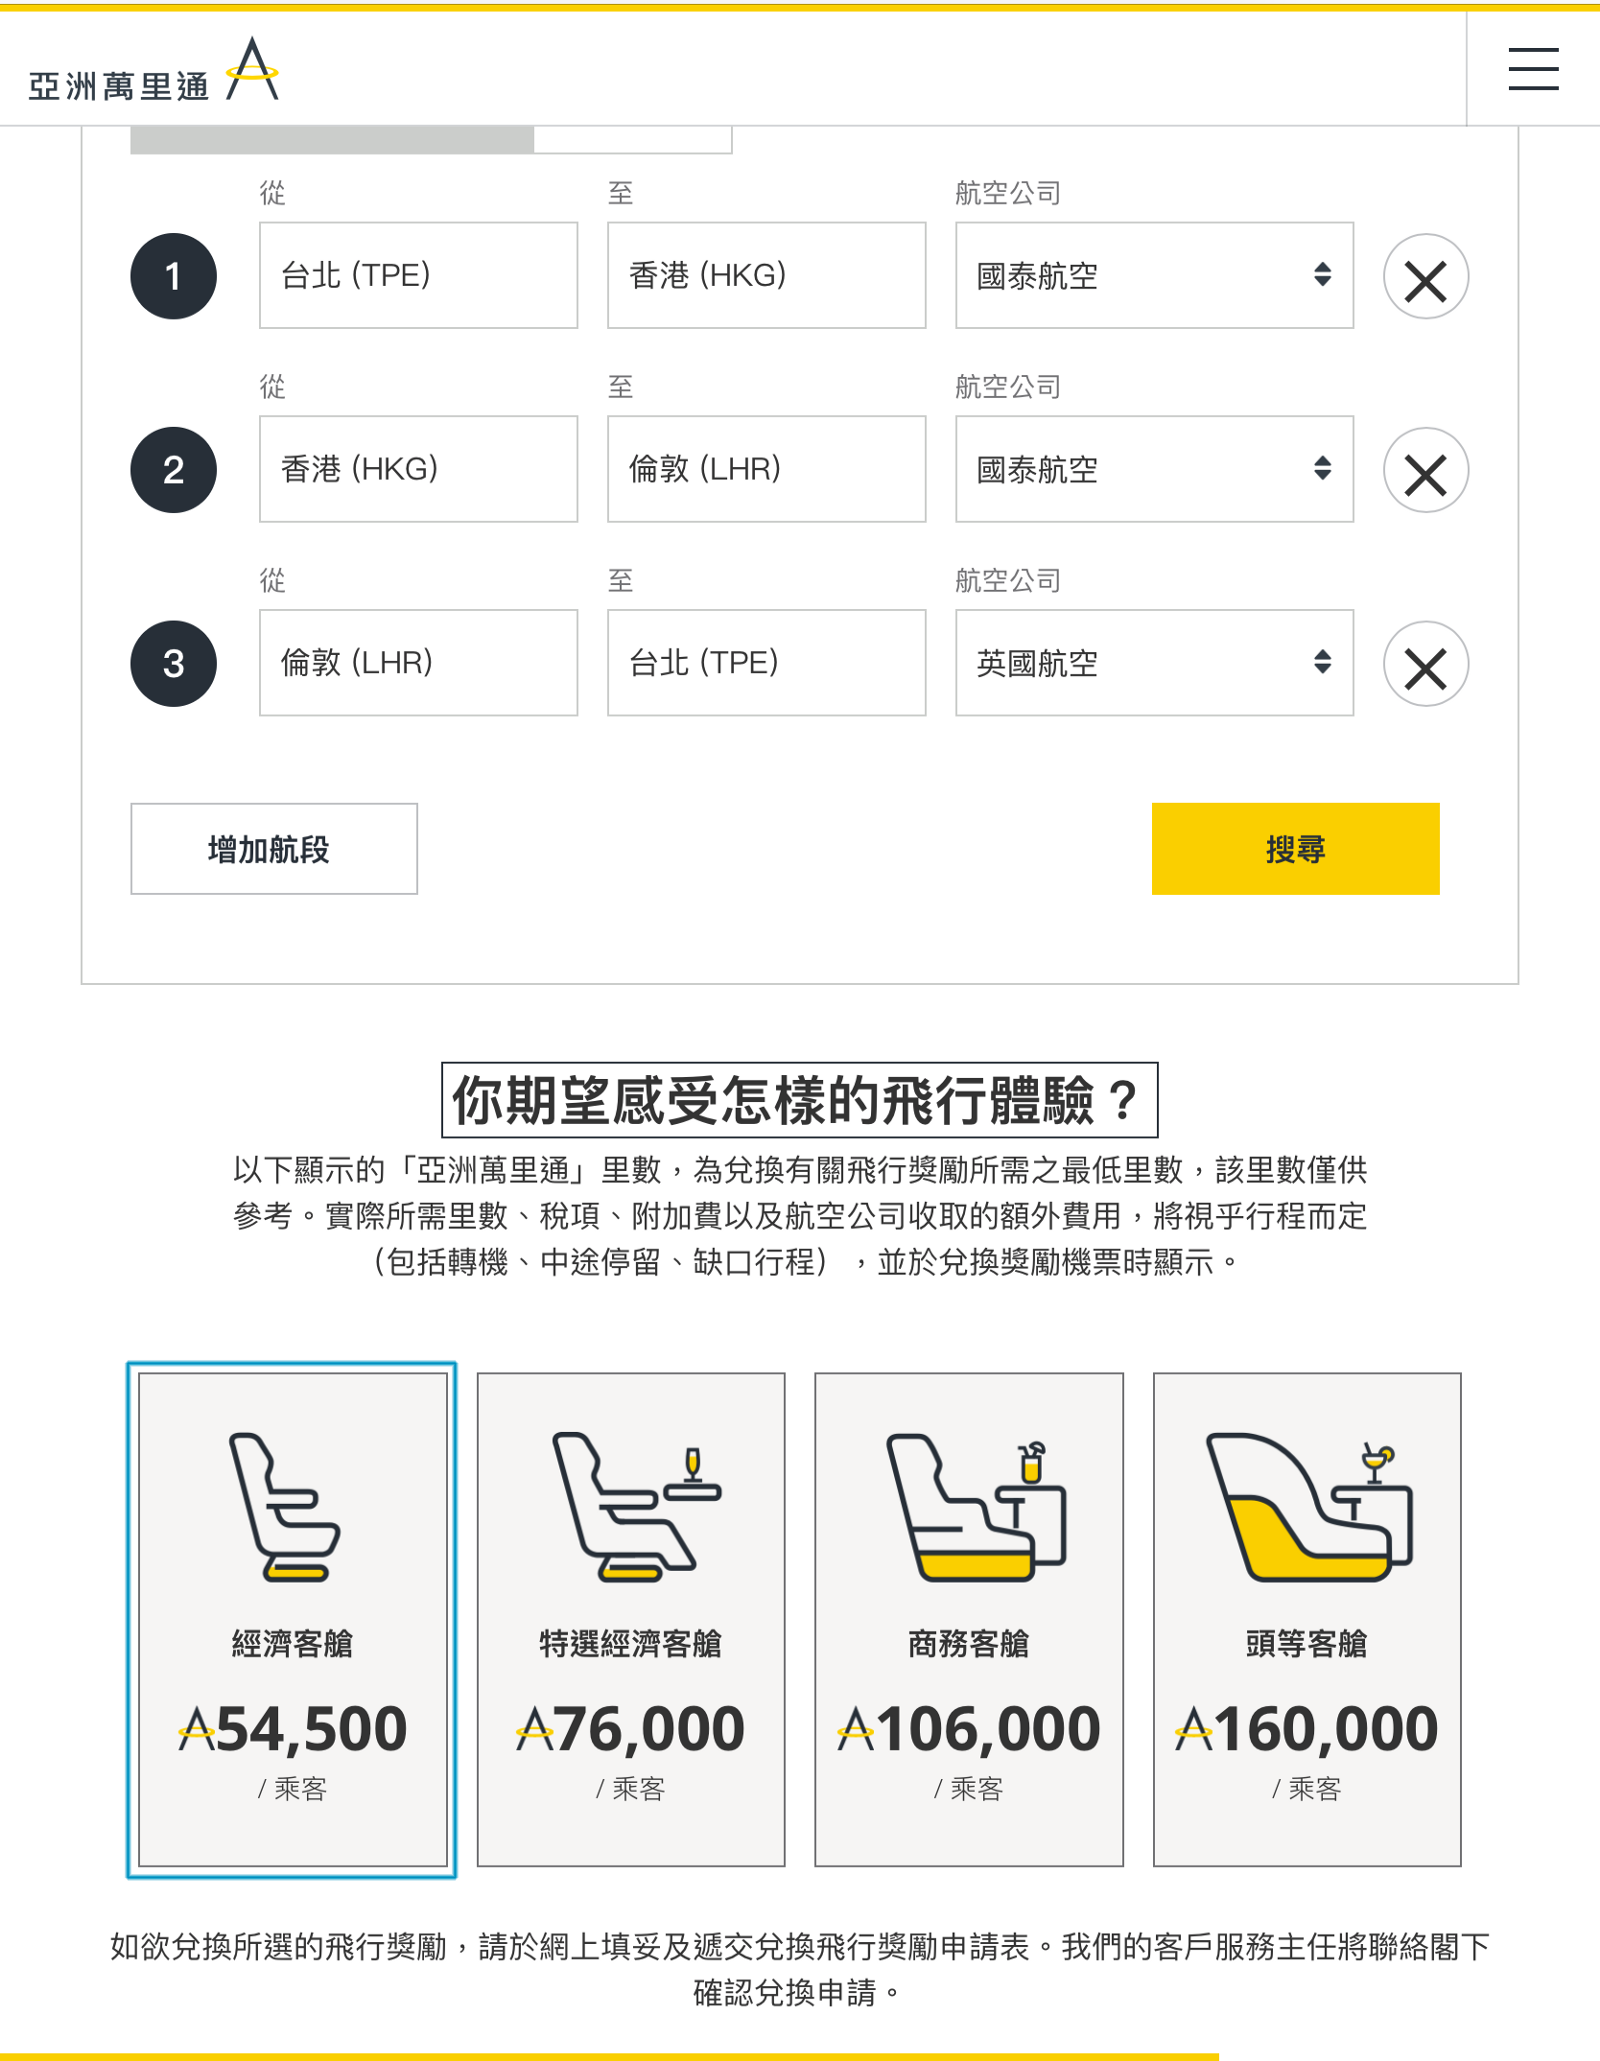 亞洲萬里通
從 至 航空公司
1 台北 (TPE) 香港 (HKG) 國泰航空
從 至 航空公司
2 香港 (HKG) 倫敦 (LHR) 國泰航空
從 至 航空公司
3 倫敦 (LHR) 台北 (TPE) 英國航空
增加航段 搜尋
你期望感受怎樣的飛行體驗？
以下顯示的「亞洲萬里通」里數，為兌換有關飛行獎勵所需之最低里數，該里數僅供
參考。實際所需里數、稅項、附加費以及航空公司收取的額外費用，將視乎行程而定
（包括轉機、中途停留、缺口行程），並於兌換獎勵機票時顯示。
經濟客艙 特選經濟客艙 商務客艙 頭等客艙
54,500 76,000 106,000 160,000
/ 乘客 / 乘客 / 乘客 / 乘客
如欲兌換所選的飛行獎勵，請於網上填妥及遞交兌換飛行獎勵申請表。我們的客戶服務主任將聯絡閣下
確認兌換申請。